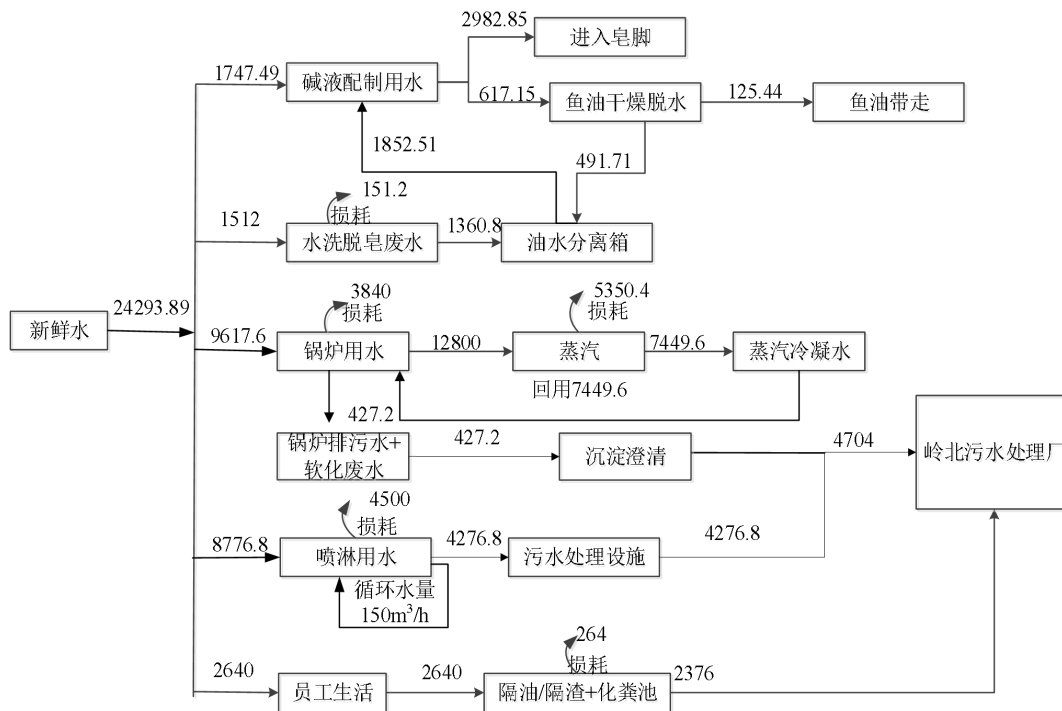 2982.85
进入皂脚
1747.49
碱液配制用水
617.15
鱼油干燥脱水
125.44
鱼油带走
1852.51
491.71
151.2
损耗
1512
水洗脱皂废水
1360.8
油水分离箱
24293.89
新鲜水
3840
损耗
5350.4
损耗
9617.6
锅炉用水
12800
蒸汽
7449.6
蒸汽冷凝水
回用7449.6
427.2
锅炉排污水+
软化废水
427.2
沉淀澄清
4704
岭北污水处理厂
4500
损耗
8776.8
喷淋用水
4276.8
污水处理设施
4276.8
循环水量
150m³/h
264
损耗
2640
员工生活
2640
隔油/隔渣+化粪池
2376